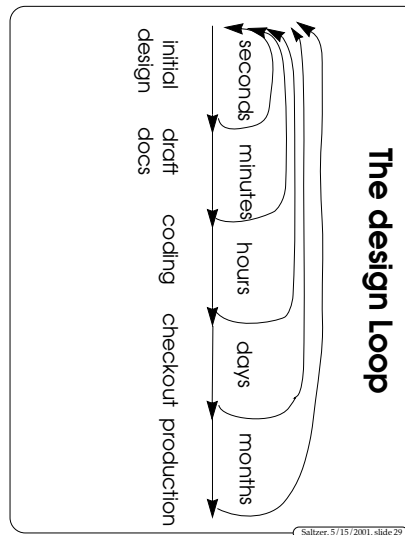 The design Loop
seconds minutes hours days months
initial design
draft docs
coding
checkout
production
Saltzer, 5/15/2001, slide 29